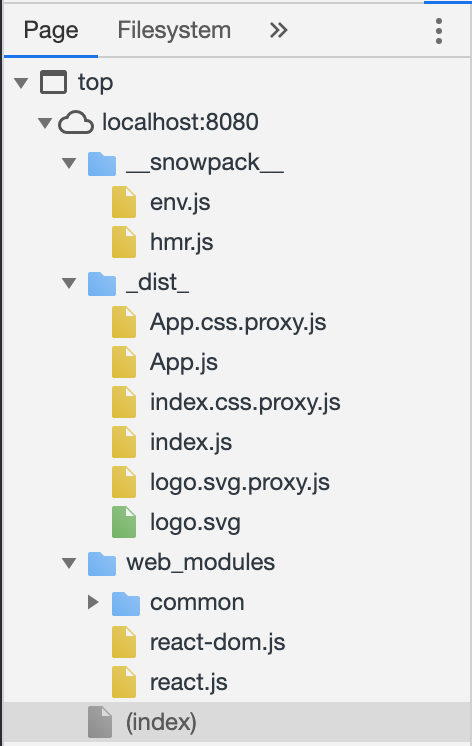 Page Filesystem »
top
localhost:8080
__snowpack__
env.js
hmr.js
_dist_
App.css.proxy.js
App.js
index.css.proxy.js
index.js
logo.svg.proxy.js
logo.svg
web_modules
common
react-dom.js
react.js
(index)